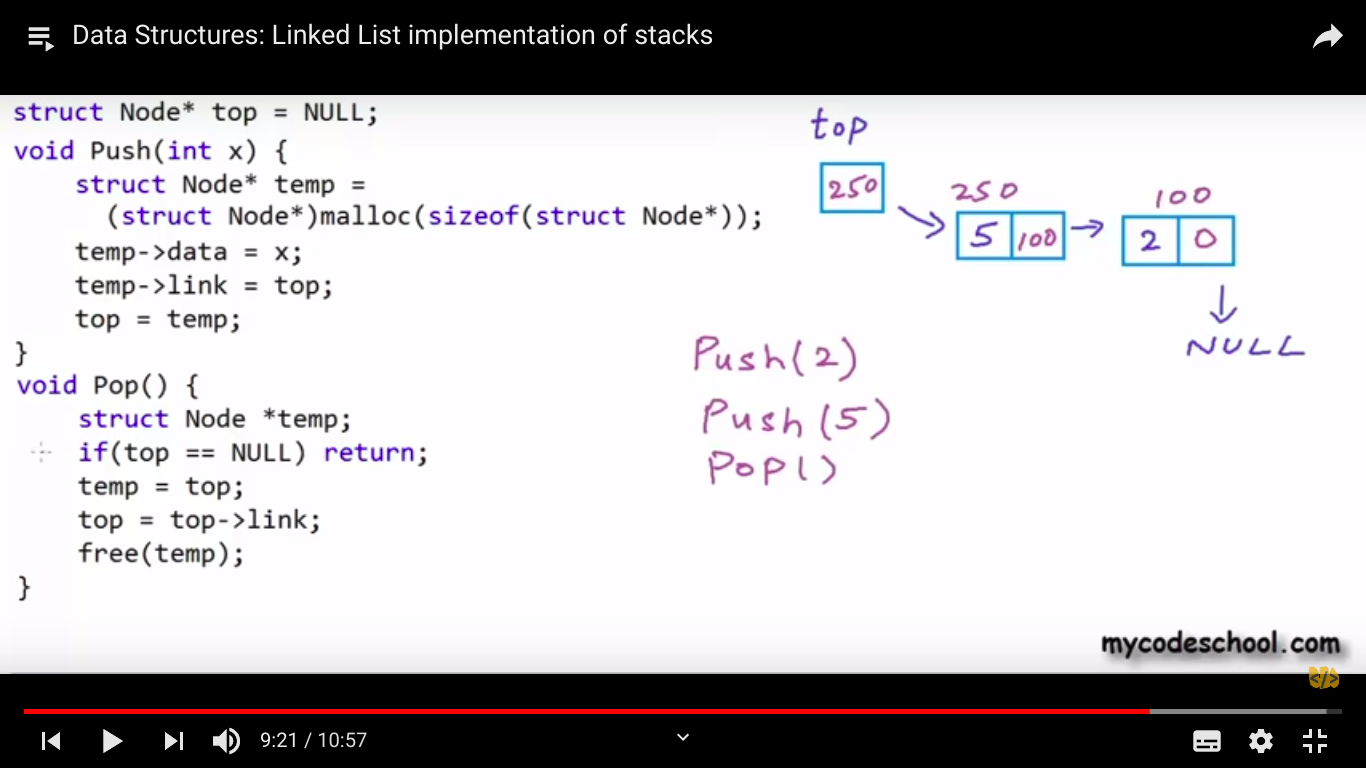 Data Structures: Linked List implementation of stacks
struct Node* top = NULL;
void Push(int x) {
struct Node* temp =
(struct Node*)malloc(sizeof(struct Node*));
temp->data = x;
temp->link = top;
top = temp;
}
void Pop() {
struct Node *temp;
if(top == NULL) return;
temp = top;
top = top->link;
free(temp);
}
top
250
250
100
5 100
2 0
NULL
Push(2)
Push(5)
Pop()
mycodeschool.com
</>
9:21 / 10:57